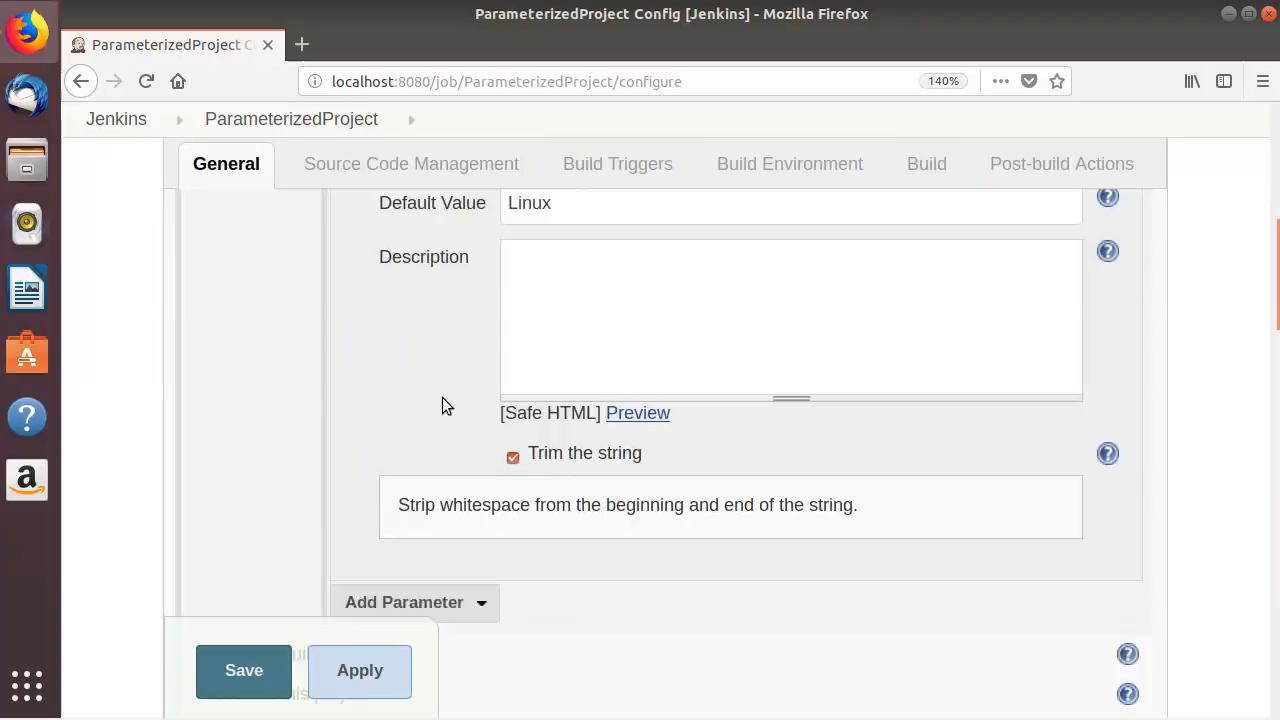 ParameterizedProject Config [Jenkins] - Mozilla Firefox
ParameterizedProject C
localhost:8080/job/ParameterizedProject/configure
140%
Jenkins
ParameterizedProject
General
Source Code Management
Build Triggers
Build Environment
Build
Post-build Actions
Default Value
Linux
Description
[Safe HTML] Preview
Trim the string
Strip whitespace from the beginning and end of the string.
Add Parameter
Save
Apply